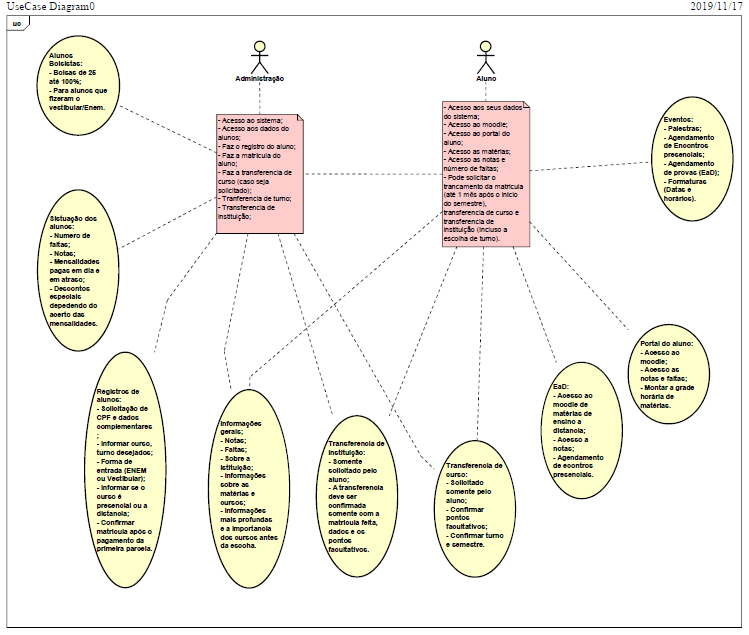 UseCase Diagram0
2019/11/17
uc
Alunos
Bolsistas:
- Bolsas de 25
até 100%;
- Para alunos que
fizeram o
vestibular/Enem.
Administração
Aluno
- Acesso ao sistema;
- Acesso aos dados do
alunos;
- Faz o registro do aluno;
- Faz a matricula do
aluno;
- Faz a transferencia de
curso (caso seja
solicitado);
- Tranferencia de turno;
- Transferencia de
instituição;
- Acesso aos seus dados
do sistema;
- Acesso ao moodle;
- Acesso ao portal do
aluno;
- Acesso as matérias;
- Acesso as notas e
número de faltas;
- Pode solicitar o
trancamento da matricula
(até 1 mês após o inicio
do semestre),
transferencia de curso e
transferencia de
instituição (incluso a
escolha de turno).
Eventos:
- Palestras;
- Agendamento
de Encontros
presenciais;
- Agendamento
de provas (EaD);
- Formaturas
(Datas e
horários).
Sistuação dos
alunos:
- Numero de
faltas;
- Notas;
- Mensalidades
pagas em dia e
em atraso;
- Descontos
especiais
depedendo do
acerto das
mensalidades.
Registros de
alunos:
- Solicitação de
CPF e dados
complementares
;
- Informar curso,
turno desejados;
- Forma de
entrada (ENEM
ou Vestibular);
- Informar se o
curso é
presencial ou a
distancia;
- Confirmar
matricula após o
pagamento da
primeira parcela.
Informações
gerais;
- Notas;
- Faltas;
- Sobre a
istituição;
- Informações
sobre as
matérias e
cursos;
- Informações
mais profundas
e a importancia
dos cursos antes
da escoha.
Transferencia de
instituição:
- Somente
solicitado pelo
aluno;
- A transferencia
deve ser
confirmada
somente com a
matricula feita,
dados e os
pontos
facultativos.
Transferencia de
curso:
- Solicitado
somente pelo
aluno;
- Confirmar
pontos
facultativos;
- Confirmar turno
e semestre.
EaD:
- Acesso ao
moodle de
matérias de
ensino a
distancia;
- Acesso a
notas;
- Agendamento
de econtros
presenciais.
Portal do aluno:
- Acesso ao
moodle;
- Acesso as
notas e faltas;
- Montar a grade
horária de
matérias.